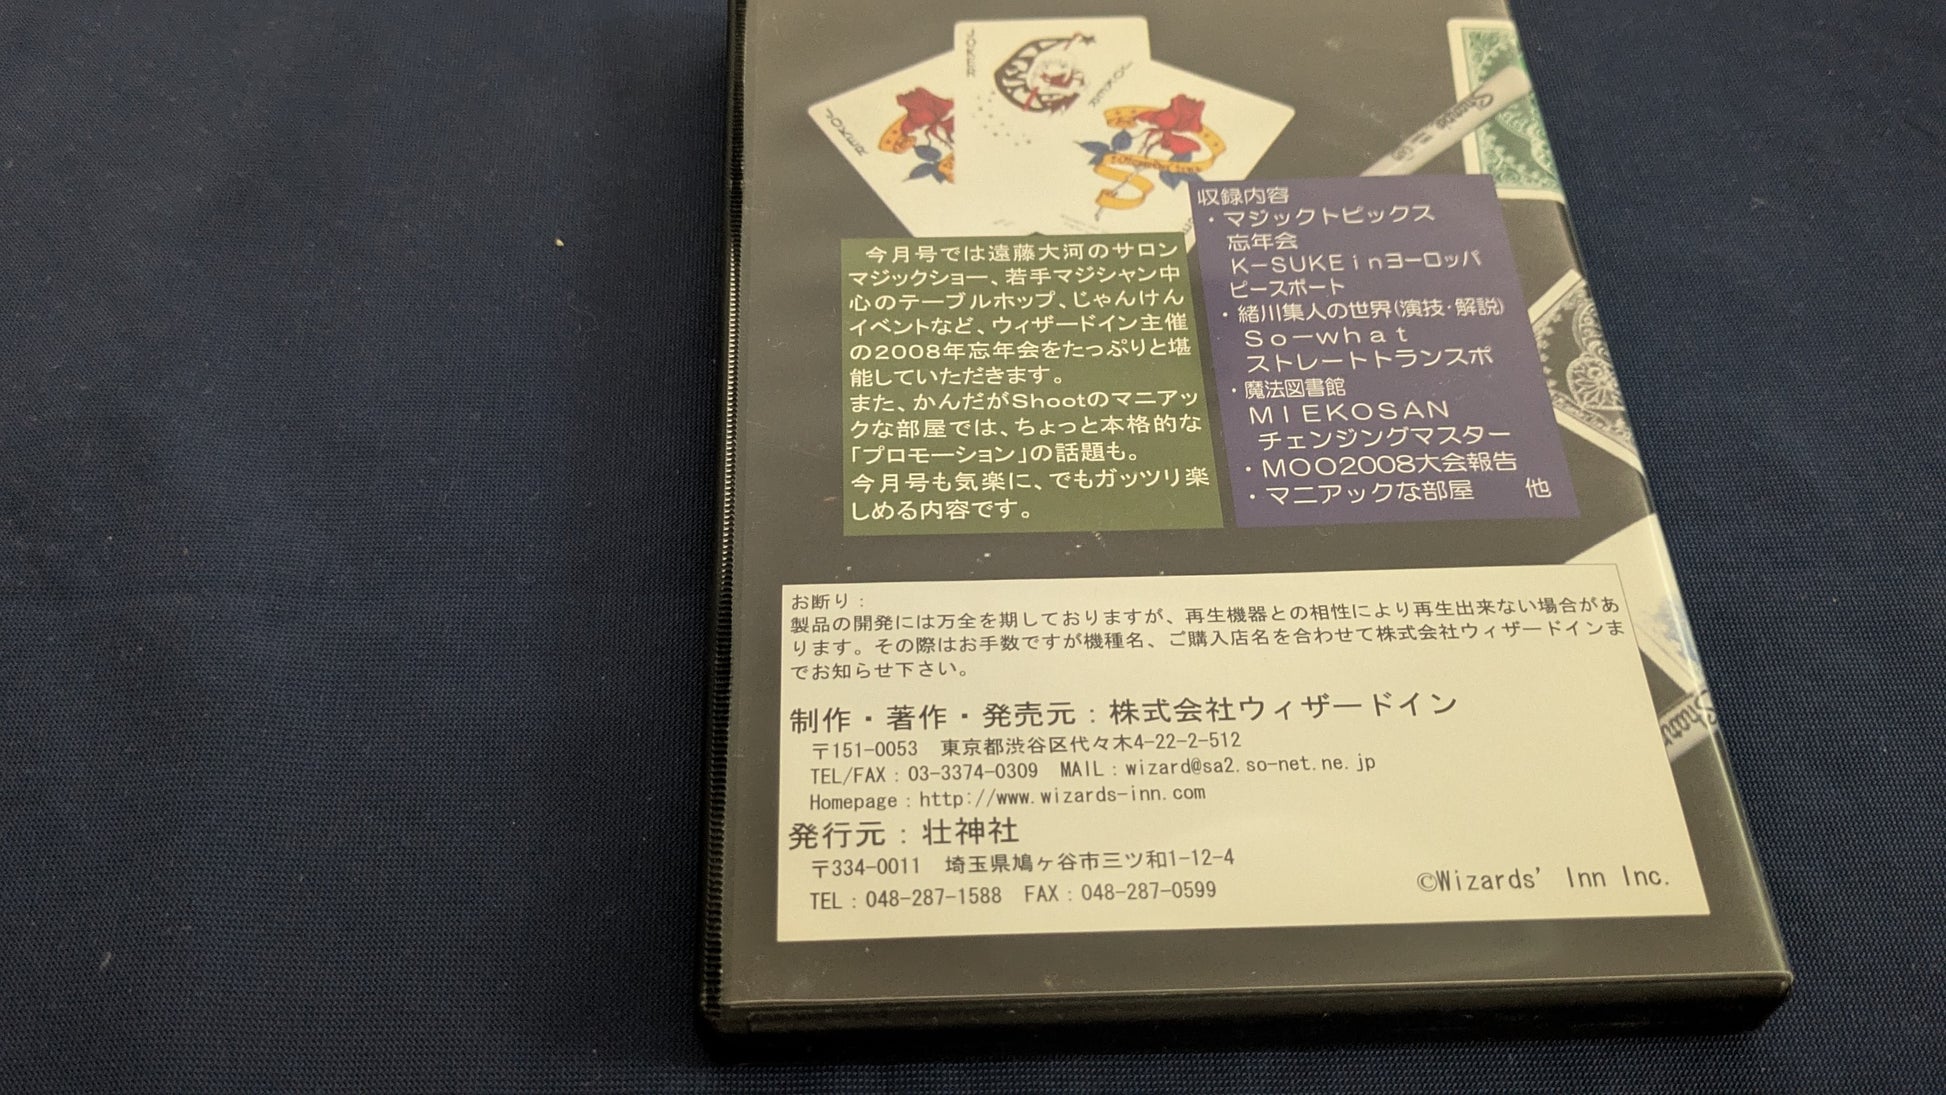 JOKER
JOKER
JOKER
今月号では遠藤大河のサロン
マジックショー、若手マジシャン中
心のテーブルホップ、じゃんけん
イベントなど、ウィザードイン主催
の2008年忘年会をたっぷりと堪
能していただきます。
また、かんだがShootのマニアッ
クな部屋では、ちょっと本格的な
「プロモーション」の話題も。
今月号も気楽に、でもガッツリ楽
しめる内容です。
収録内容
・マジックトピックス
忘年会
K-SUKE in ヨーロッパ
ピースボート
・緒川集人の世界(演技・解説)
So-what
ストレートトランスポ
・魔法図書館
MIEKOSAN
チェンジングマスター
・MOO2008大会報告
・マニアックな部屋 他
お断り:
製品の開発には万全を期しておりますが、再生機器との相性により再生出来ない場合があ
ります。その際はお手数ですが機種名、ご購入店名を合わせて株式会社ウィザードインま
でお知らせ下さい。
制作・著作・発売元:株式会社ウィザードイン
〒151-0053 東京都渋谷区代々木4-22-2-512
TEL/FAX:03-3374-0309 MAIL:wizard@sa2.so-net.ne.jp
Homepage:http://www.wizards-inn.com
発行元:壮神社
〒334-0011 埼玉県鳩ヶ谷市三ツ和1-12-4
TEL:048-287-1588 FAX:048-287-0599
©Wizards' Inn Inc.